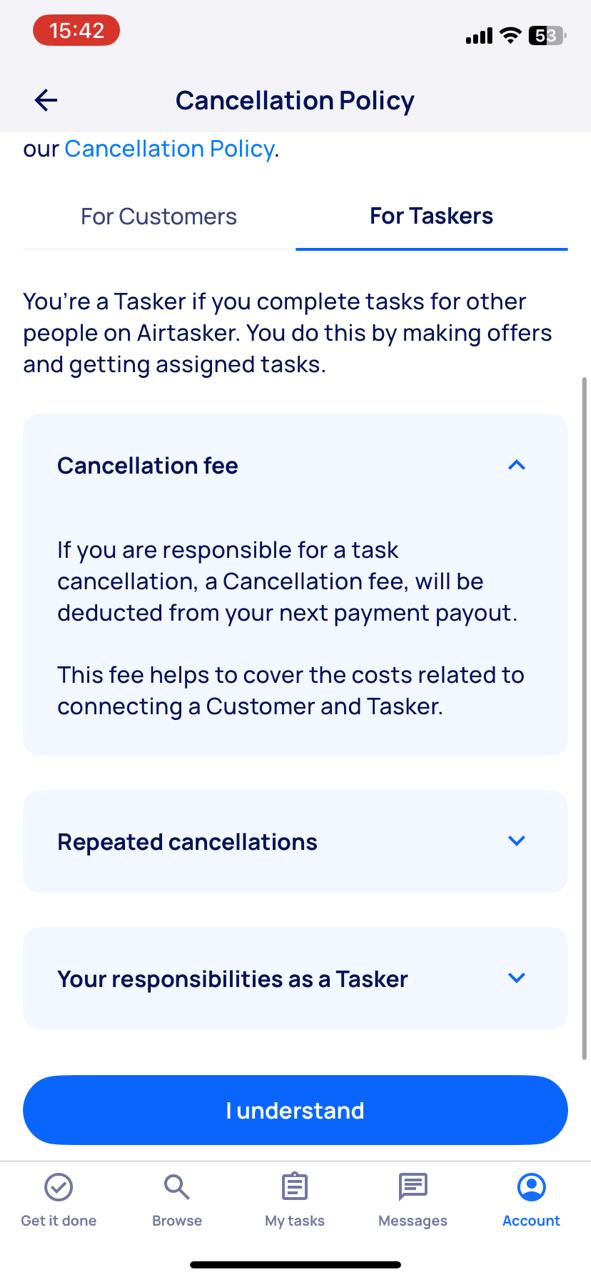 15:42
53
Cancellation Policy
our Cancellation Policy.
For Customers
For Taskers
You're a Tasker if you complete tasks for other
people on Airtasker. You do this by making offers
and getting assigned tasks.
Cancellation fee
If you are responsible for a task
cancellation, a Cancellation fee, will be
deducted from your next payment payout.
This fee helps to cover the costs related to
connecting a Customer and Tasker.
Repeated cancellations
Your responsibilities as a Tasker
I understand
Get it done
Browse
My tasks
Messages
Account